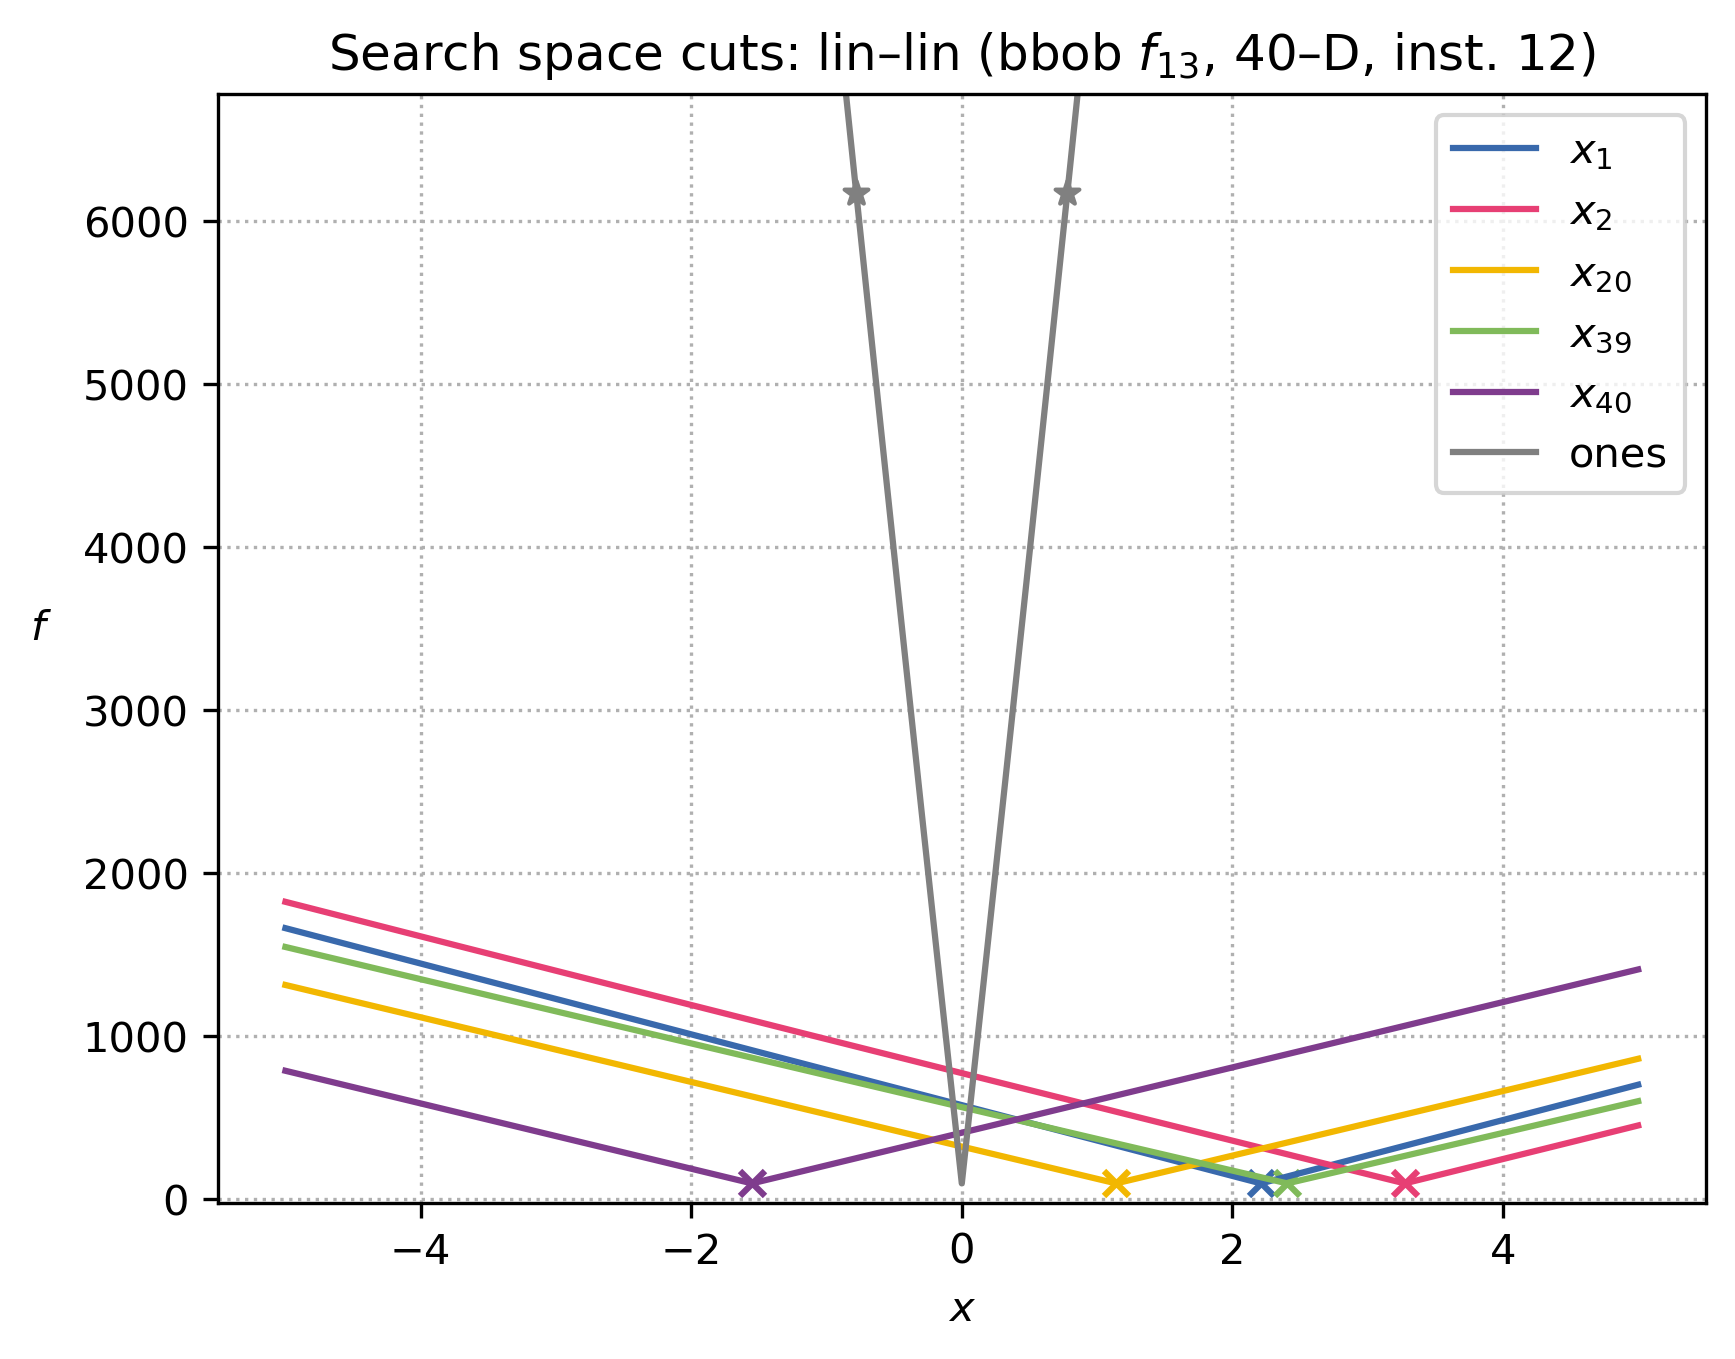 Search space cuts: lin–lin (bbob f₁₃, 40–D, inst. 12)
x₁
x₂
x₂₀
x₃₉
x₄₀
ones
6000
5000
4000
3000
2000
1000
0
f
−4 −2 0 2 4
x